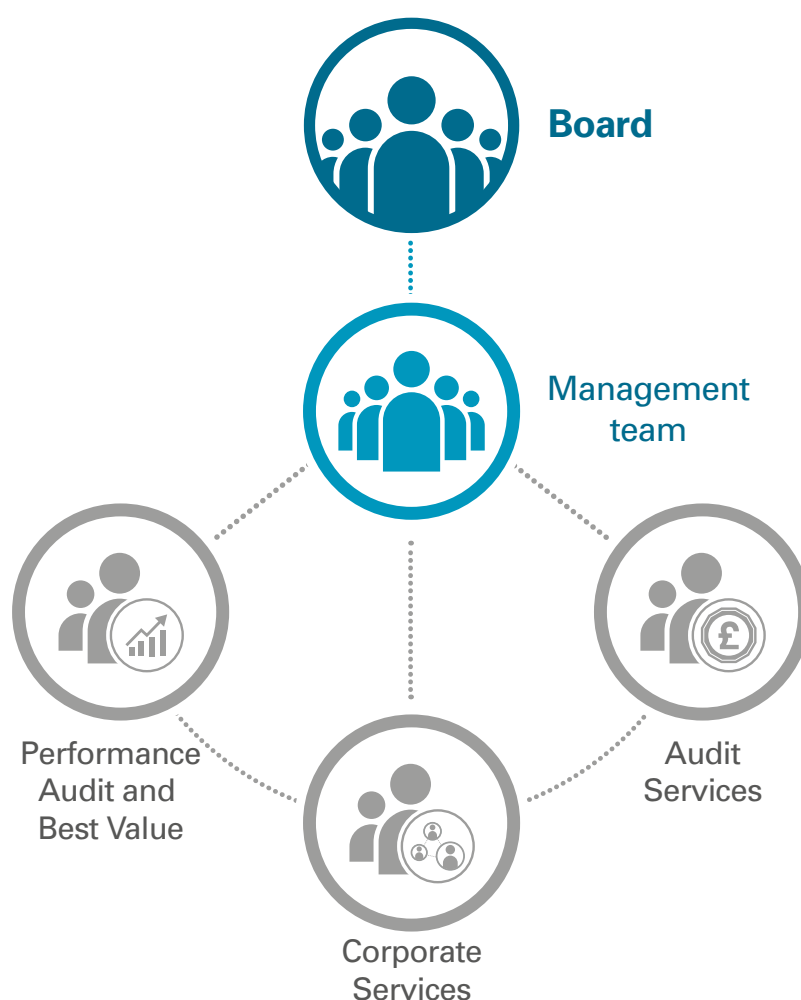 Board
Management
team
£
£
Performance
Audit and
Best Value
Audit
Services
Corporate
Services